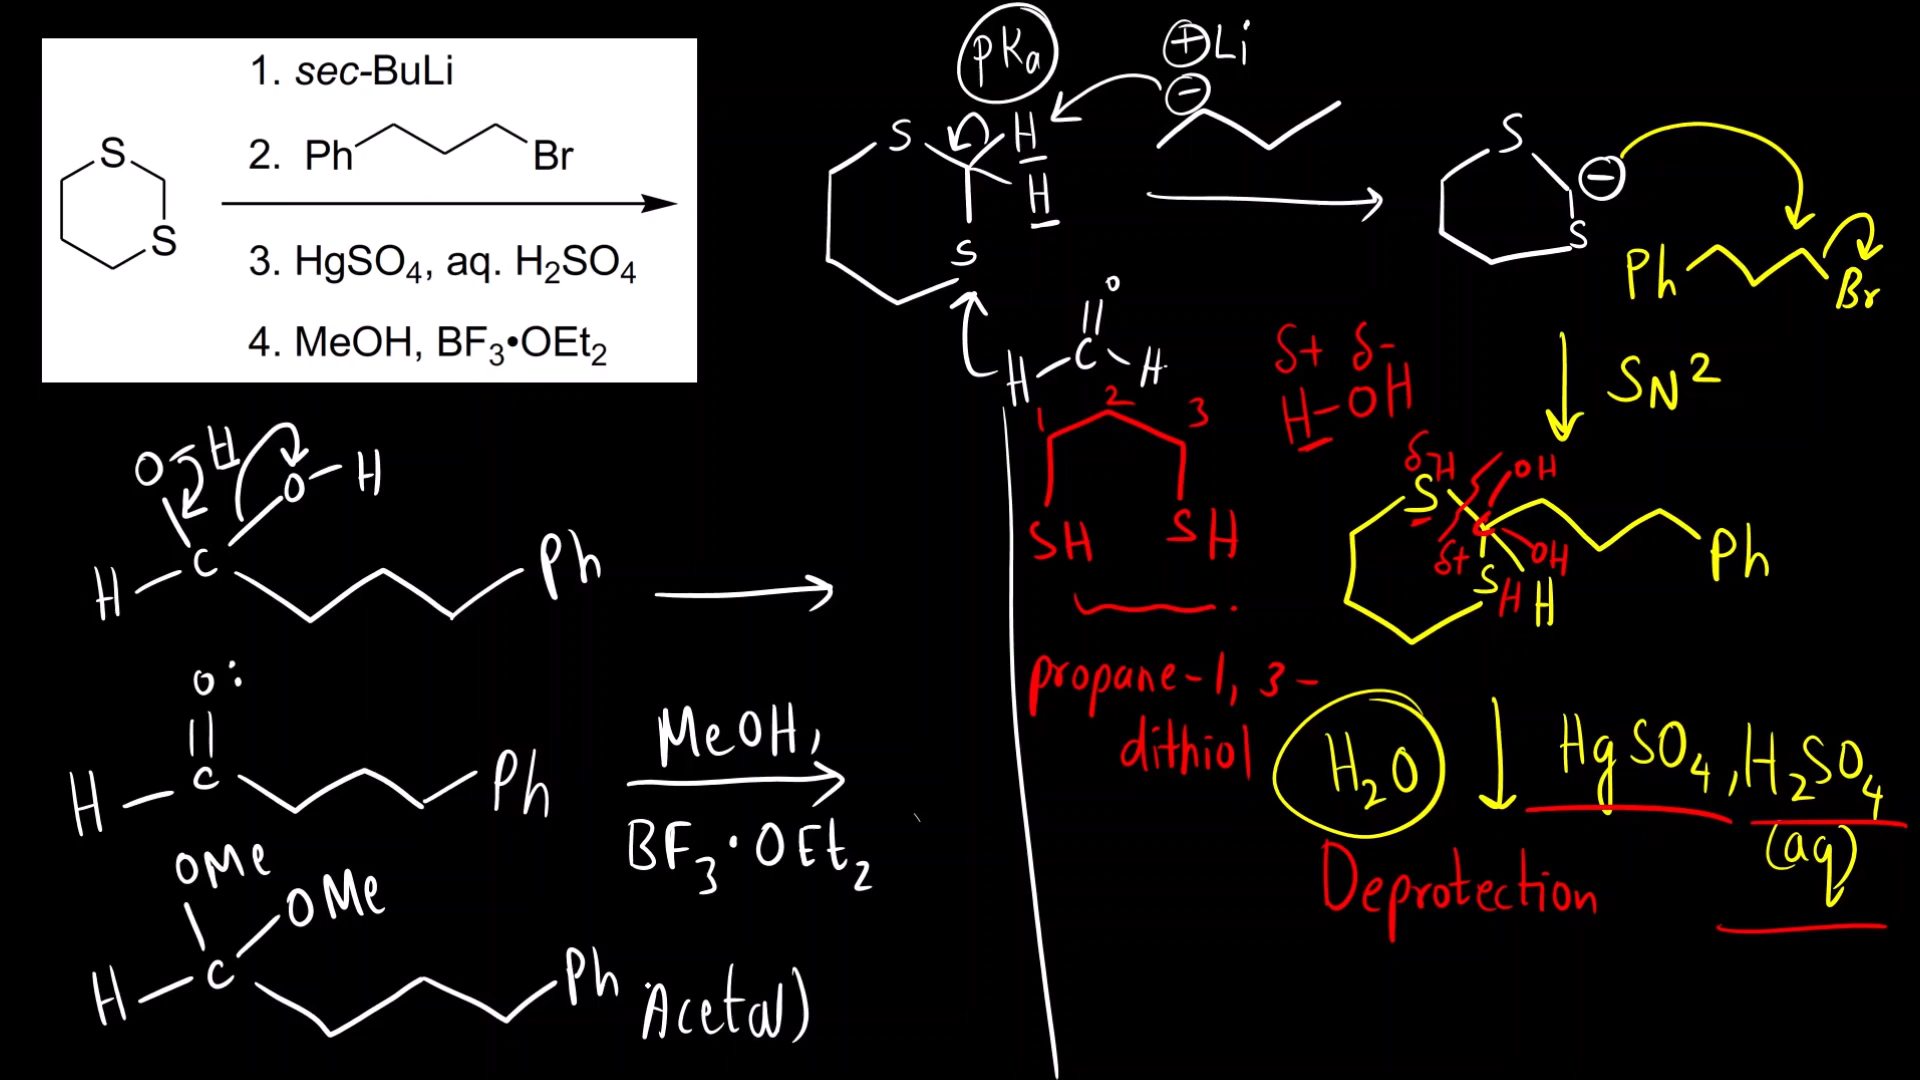 1. sec-BuLi
S
2. Ph Br
S
3. HgSO4, aq. H2SO4
4. MeOH, BF3•OEt2
pKa
⊕Li
⊖
S H
H
S
O
H C H
S
⊖
S
Ph Br
SN2
δ+ δ-
H-OH
1 2 3
SH SH
propane-1, 3-
dithiol
δ- H OH
S C
δ+ OH
S H H
Ph
H2O
HgSO4, H2SO4
(aq)
Deprotection
O H
O-H
H C Ph
O:
H C Ph
MeOH,
BF3·OEt2
OMe
OMe
H C Ph
Acetal)